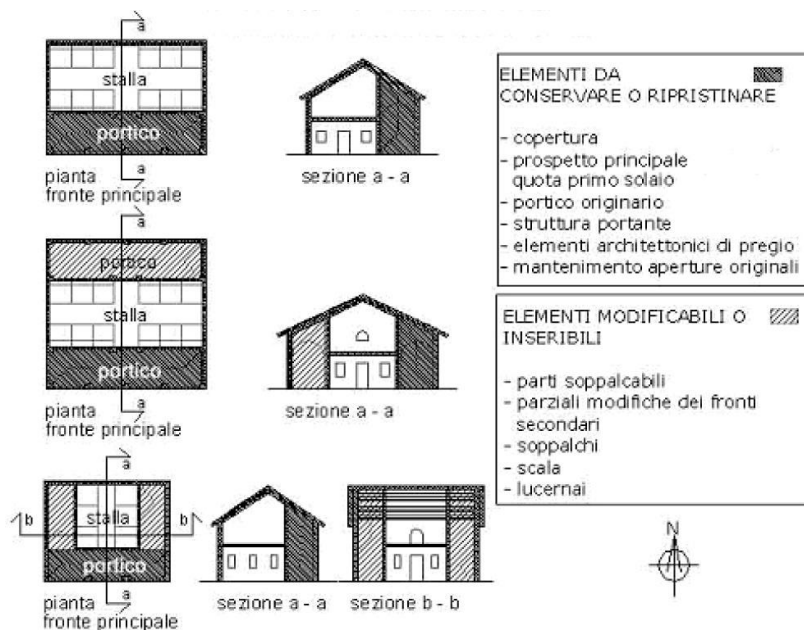 a
stalla
portico
a
pianta
fronte principale
sezione a - a
a
portico
stalla
portico
a
pianta
fronte principale
sezione a - a
a
b
stalla
b
portico
a
pianta
fronte principale
sezione a - a
sezione b - b
ELEMENTI DA
CONSERVARE O RIPRISTINARE
- copertura
- prospetto principale
quota primo solaio
- portico originario
- struttura portante
- elementi architettonici di pregio
- mantenimento aperture originali
ELEMENTI MODIFICABILI O
INSERIBILI
- parti soppalcabili
- parziali modifiche dei fronti
secondari
- soppalchi
- scala
- lucernai
N